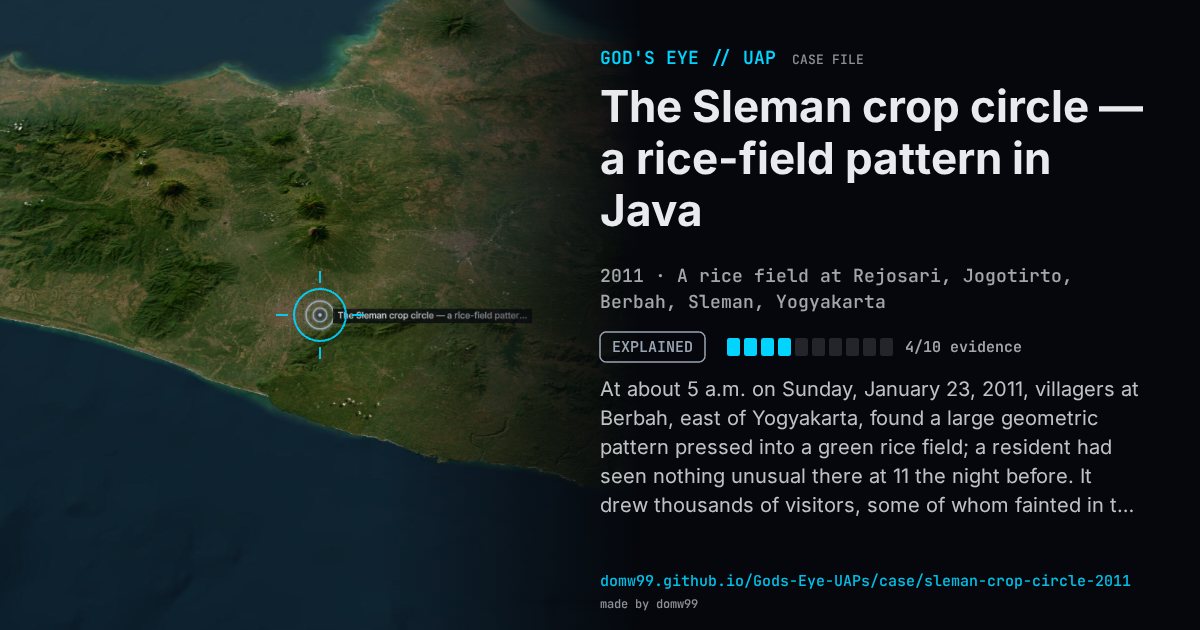 GOD'S EYE // UAP CASE FILE
The Sleman crop circle —
a rice-field pattern in
Java
2011 · A rice field at Rejosari, Jogotirto,
Berbah, Sleman, Yogyakarta
EXPLAINED 4/10 evidence
At about 5 a.m. on Sunday, January 23, 2011, villagers at
Berbah, east of Yogyakarta, found a large geometric
pattern pressed into a green rice field; a resident had
seen nothing unusual there at 11 the night before. It
drew thousands of visitors, some of whom fainted in t...
The Sleman crop circle — a rice-field patter...
domw99.github.io/Gods-Eye-UAPs/case/sleman-crop-circle-2011
made by domw99